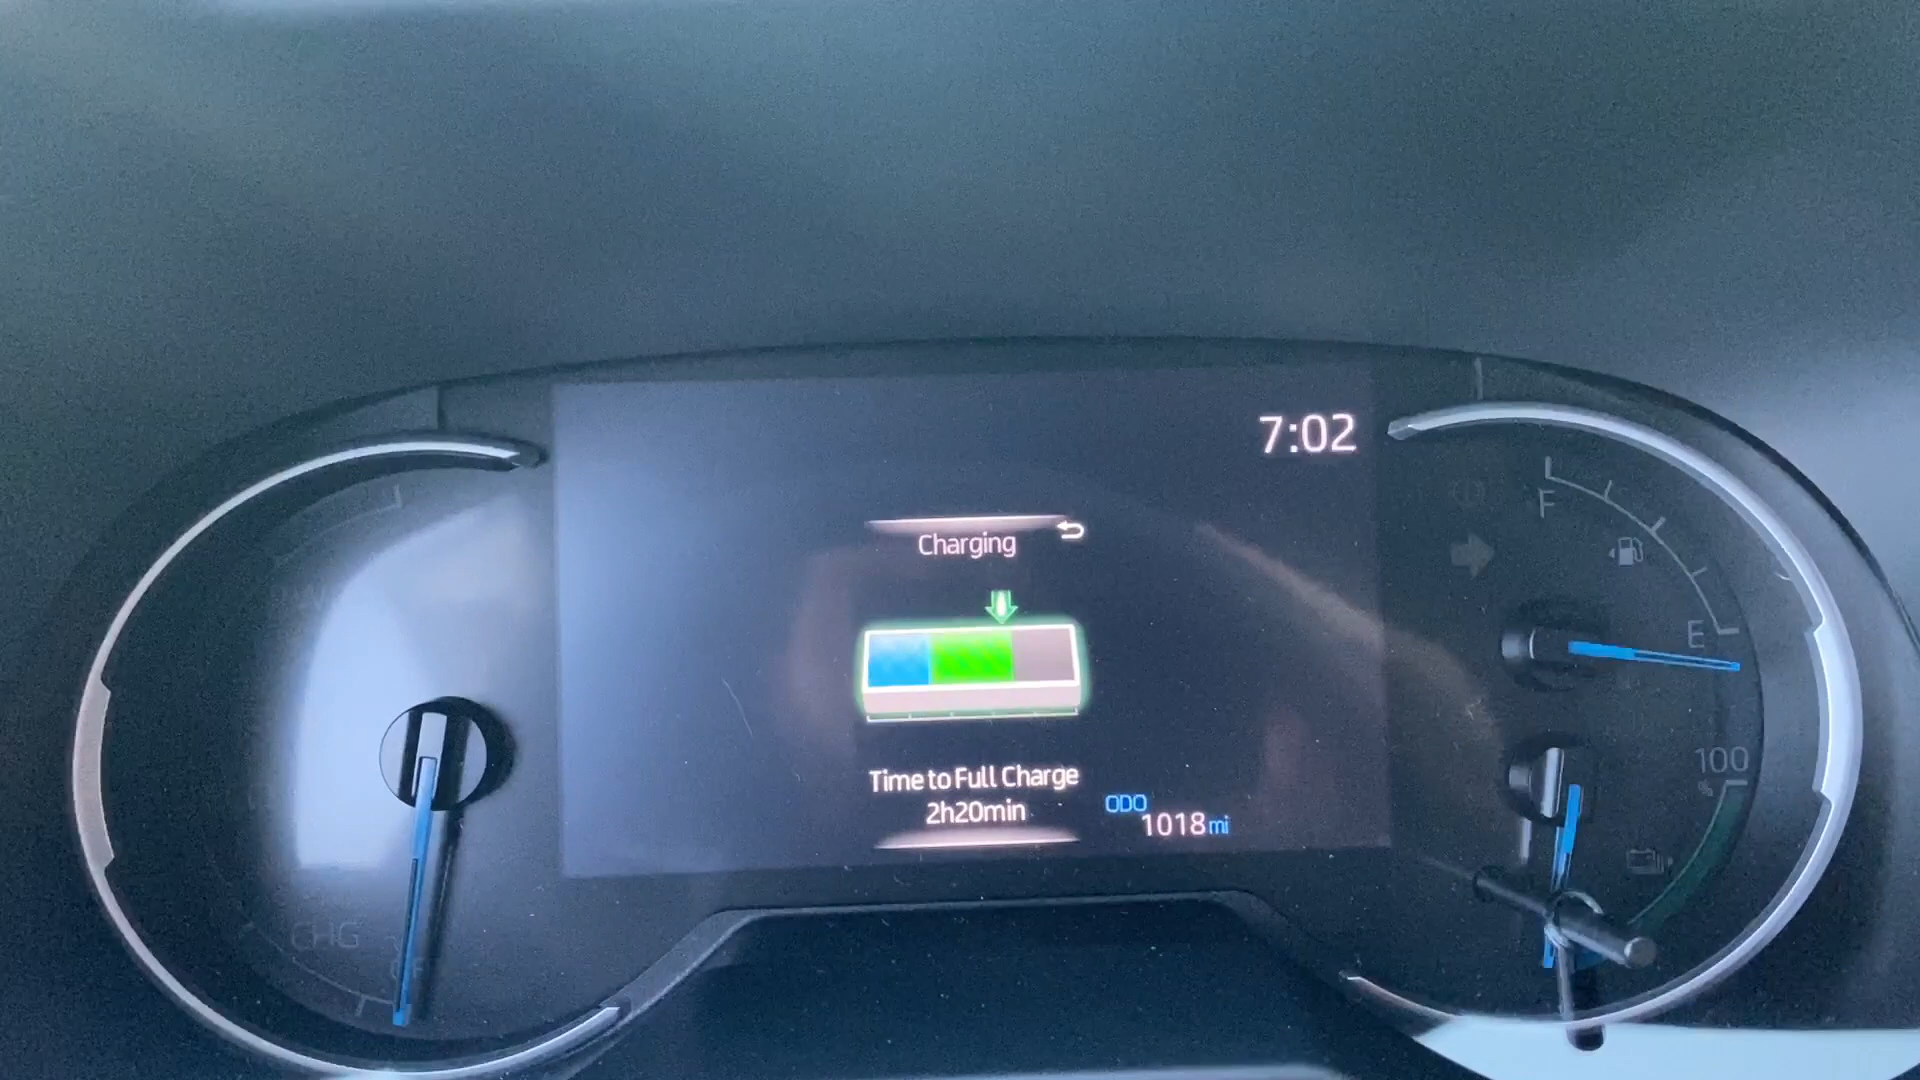 7:02
Charging
Time to Full Charge
2h20min
ODO
1018 mi
F
E
100
%
CHG